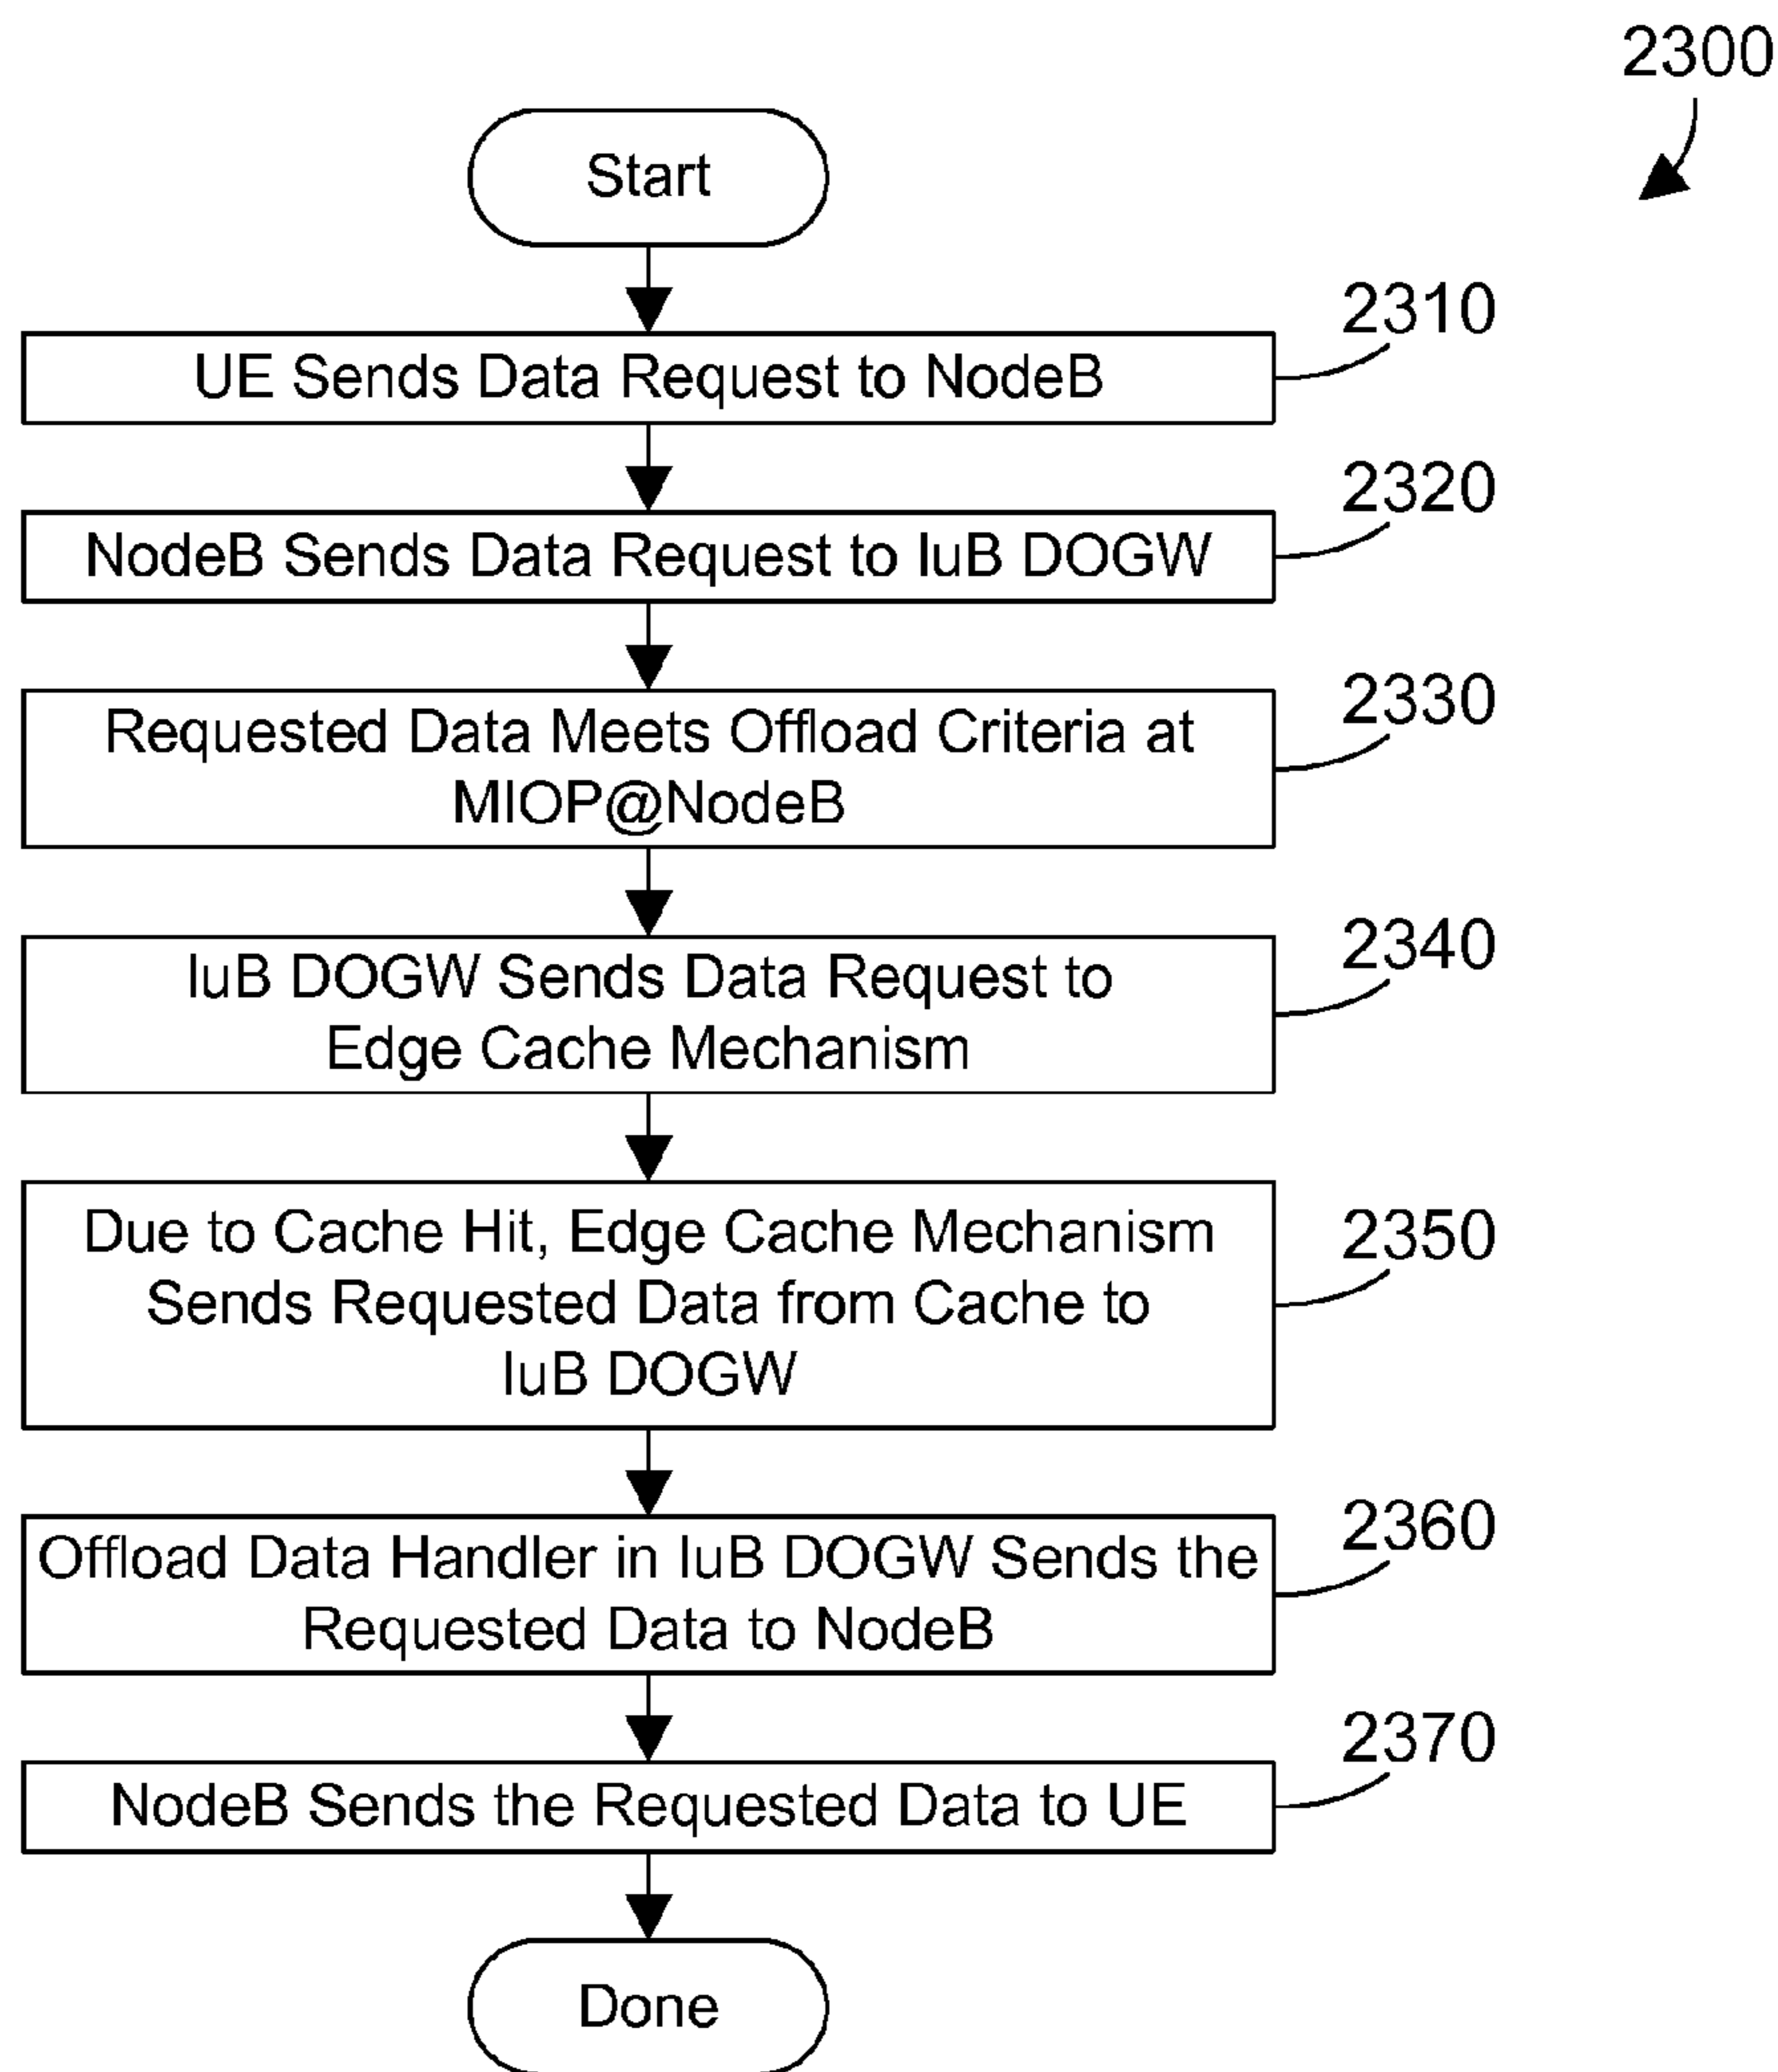 2300
Start
2310
UE Sends Data Request to NodeB
2320
NodeB Sends Data Request to IuB DOGW
2330
Requested Data Meets Offload Criteria at
MIOP@NodeB
2340
IuB DOGW Sends Data Request to
Edge Cache Mechanism
2350
Due to Cache Hit, Edge Cache Mechanism
Sends Requested Data from Cache to
IuB DOGW
2360
Offload Data Handler in IuB DOGW Sends the
Requested Data to NodeB
2370
NodeB Sends the Requested Data to UE
Done